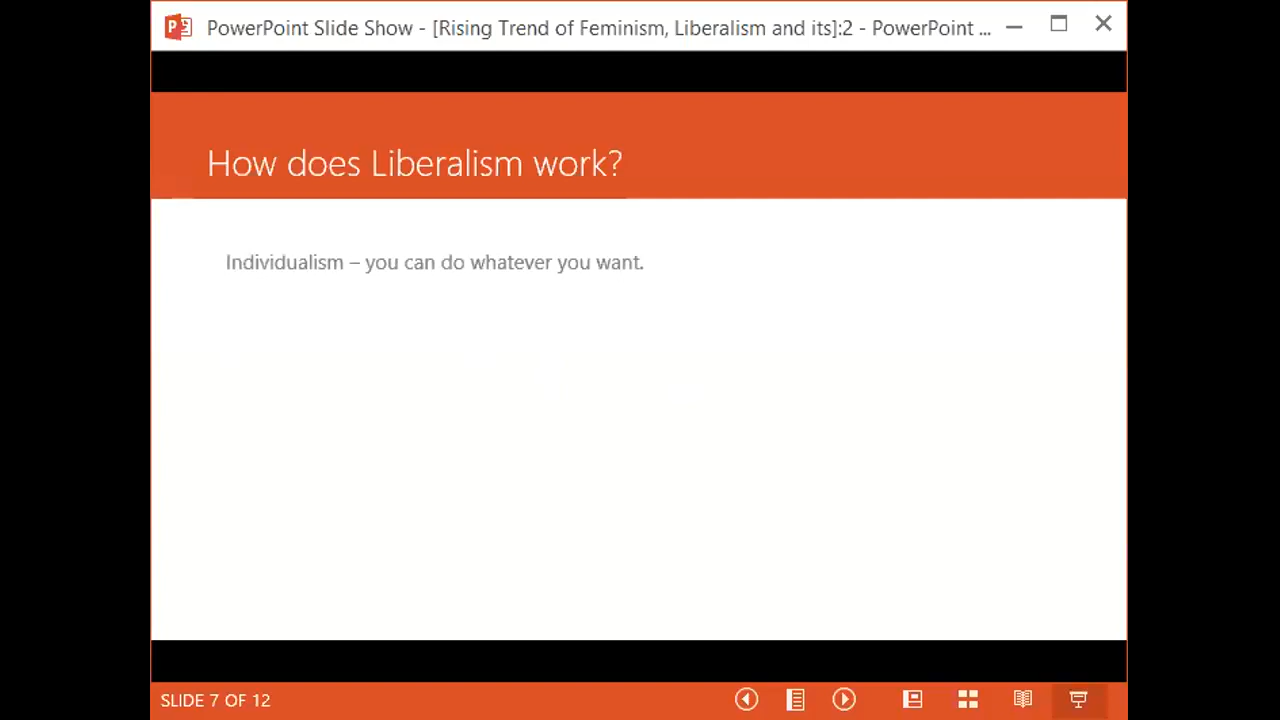 PowerPoint Slide Show - [Rising Trend of Feminism, Liberalism and its]:2 - PowerPoint ...
How does Liberalism work?
Individualism – you can do whatever you want.
SLIDE 7 OF 12